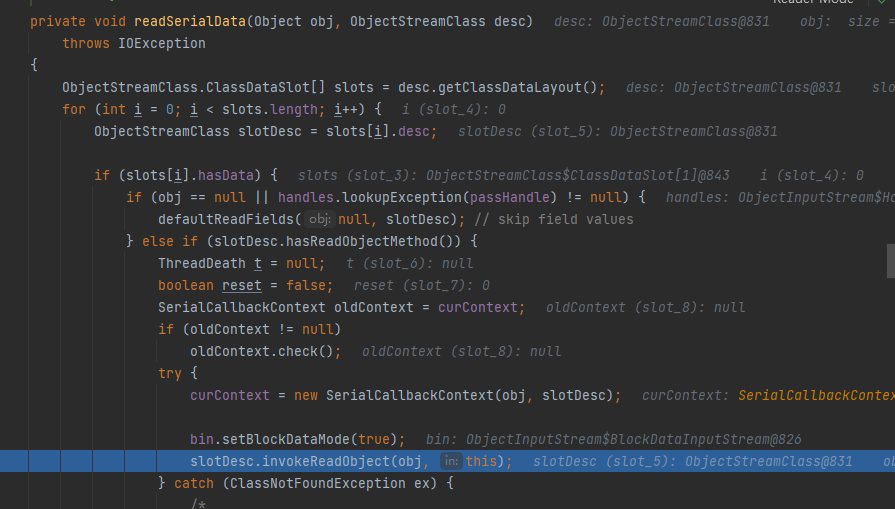 Reader Mode
private void readSerialData(Object obj, ObjectStreamClass desc)   desc: ObjectStreamClass@831   obj:  size =
    throws IOException
{
    ObjectStreamClass.ClassDataSlot[] slots = desc.getClassDataLayout();   desc: ObjectStreamClass@831   slot
    for (int i = 0; i < slots.length; i++) {   i (slot_4): 0
        ObjectStreamClass slotDesc = slots[i].desc;   slotDesc (slot_5): ObjectStreamClass@831
        if (slots[i].hasData) {   slots (slot_3): ObjectStreamClass$ClassDataSlot[1]@843   i (slot_4): 0
            if (obj == null || handles.lookupException(passHandle) != null) {   handles: ObjectInputStream$Ha
                defaultReadFields( obj: null, slotDesc); // skip field values
            } else if (slotDesc.hasReadObjectMethod()) {
                ThreadDeath t = null;   t (slot_6): null
                boolean reset = false;   reset (slot_7): 0
                SerialCallbackContext oldContext = curContext;   oldContext (slot_8): null
                if (oldContext != null)
                    oldContext.check();   oldContext (slot_8): null
                try {
                    curContext = new SerialCallbackContext(obj, slotDesc);   curContext: SerialCallbackContex
                    bin.setBlockDataMode(true);   bin: ObjectInputStream$BlockDataInputStream@826
                    slotDesc.invokeReadObject(obj, in: this);   slotDesc (slot_5): ObjectStreamClass@831   ob
                } catch (ClassNotFoundException ex) {
                    /*